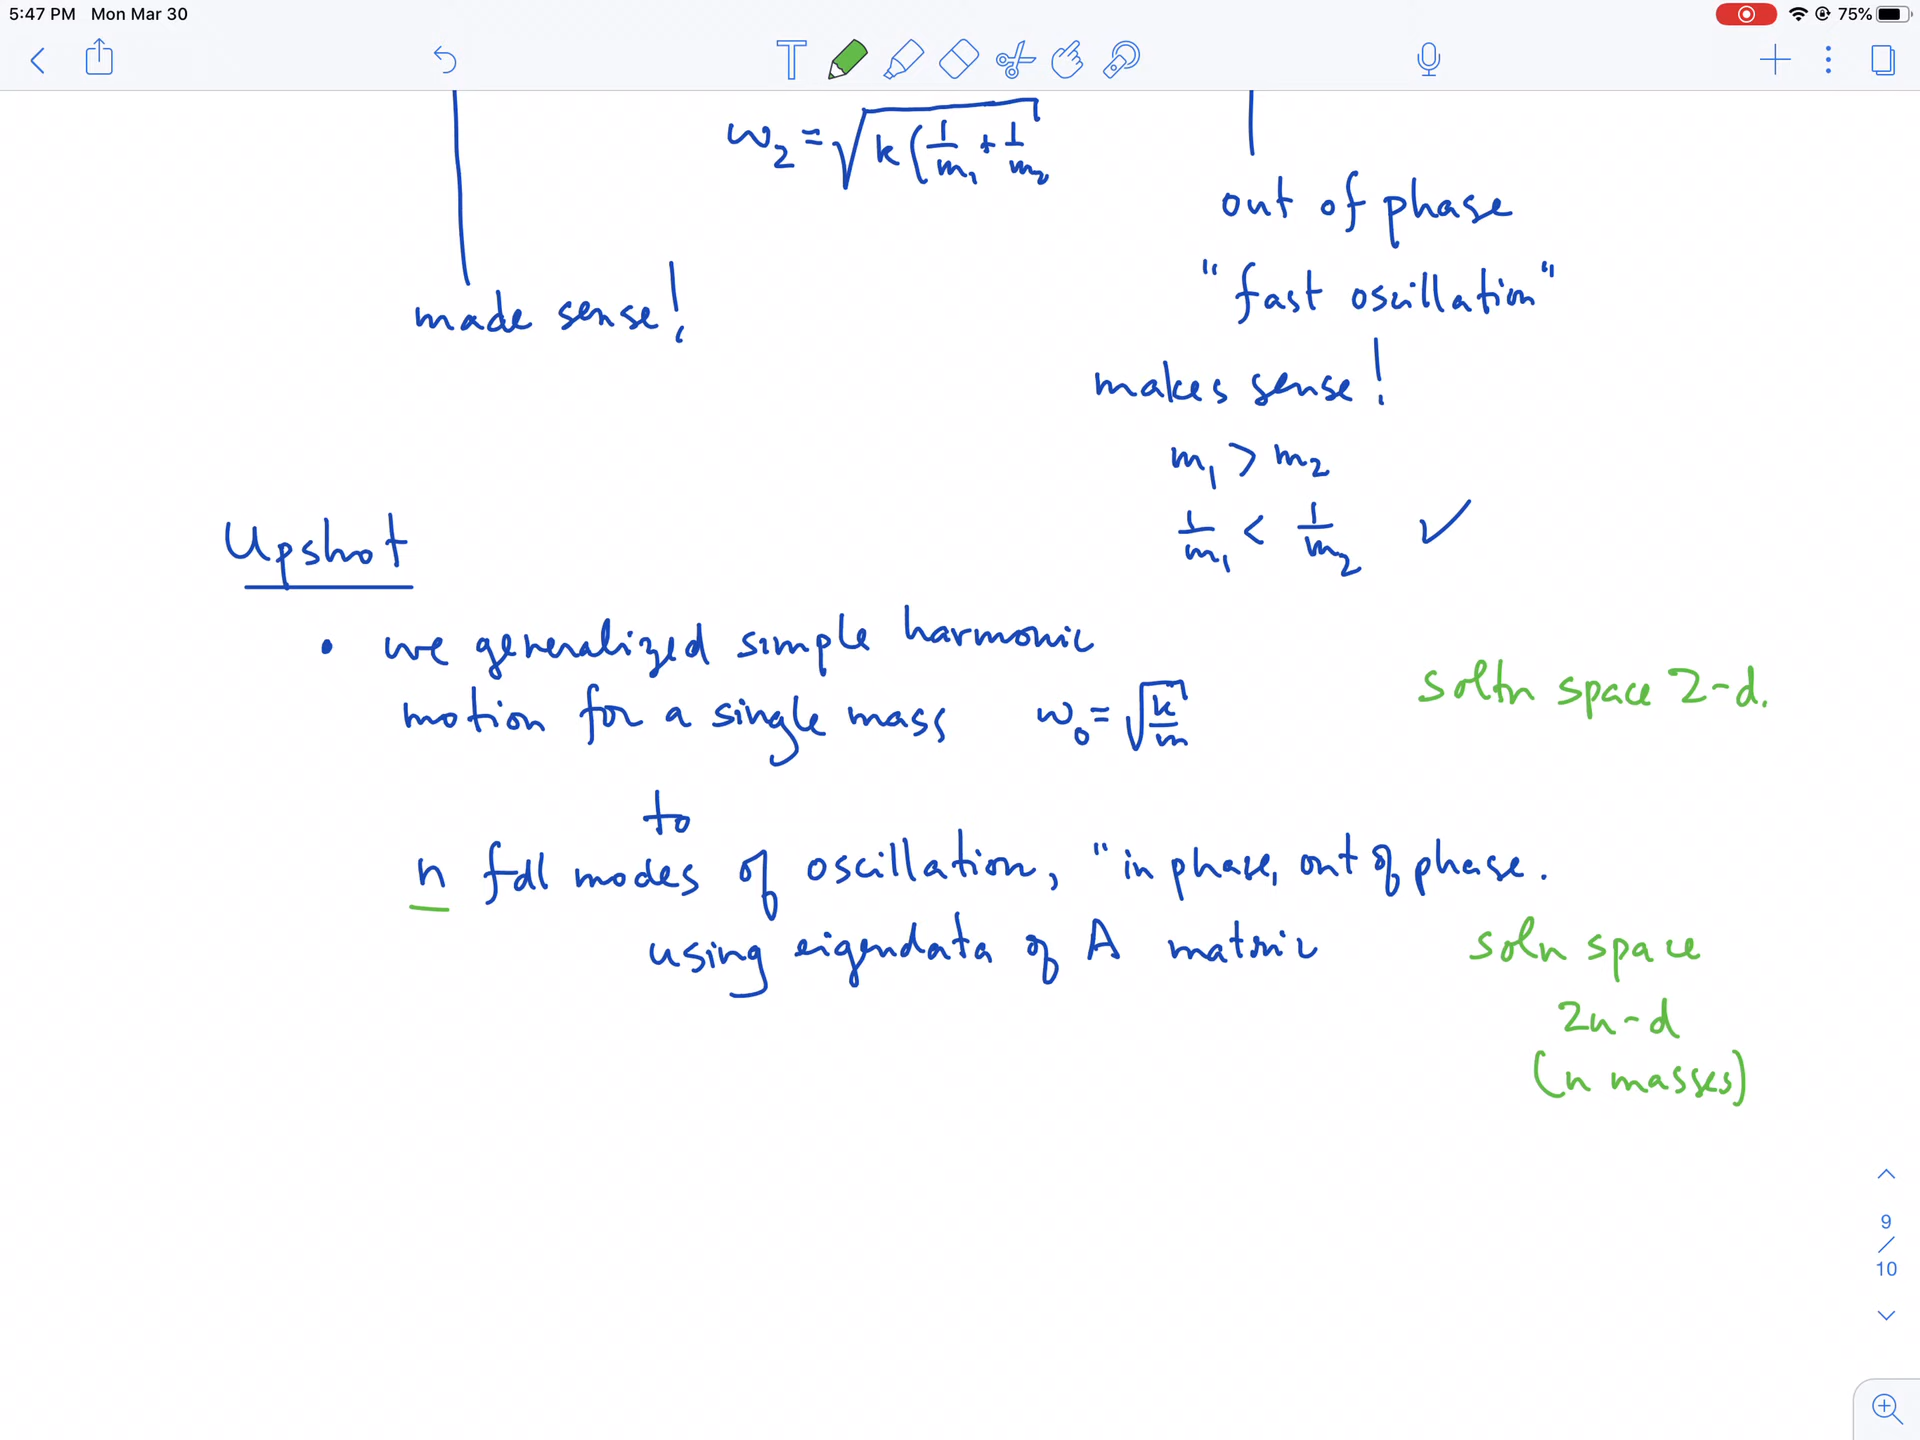 5:47 PM Mon Mar 30
75%
T
ω₂ = √k(1/m₁ + 1/m₂
out of phase
"fast oscillation"
made sense!
makes sense!
m₁ > m₂
1/m₁ < 1/m₂ ✓
Upshot
• we generalized simple harmonic
motion for a single mass ω₀ = √k/m
soltn space 2-d.
to
n fdl modes of oscillation, "in phase, out of phase.
using eigendata of A matrix
soln space
2n-d
(n masses)
9
/
10